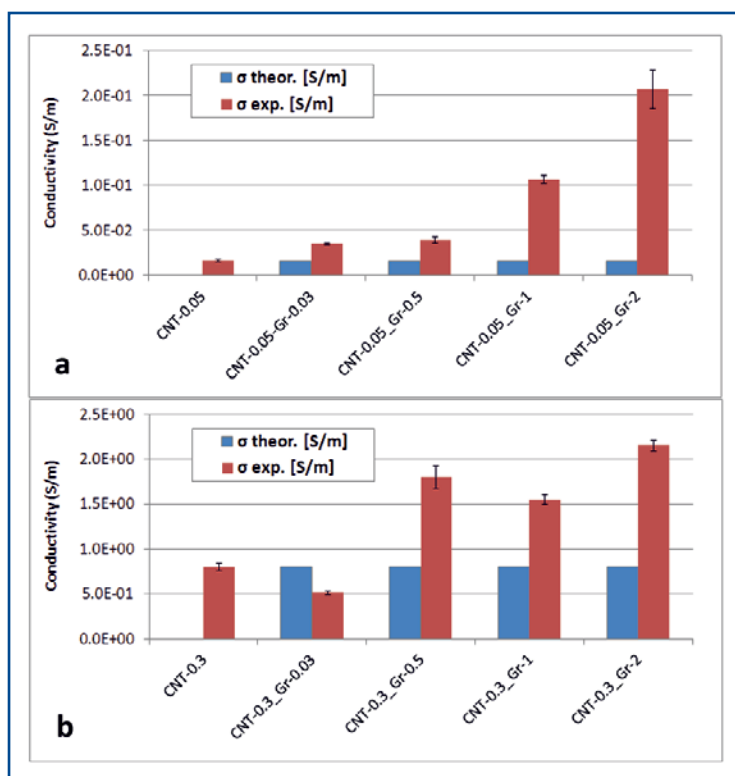 2.5E-01
2.0E-01
1.5E-01
1.0E-01
5.0E-02
0.0E+00
Conductivity (S/m)
σ theor. [S/m]
σ exp. [S/m]
CNT-0.05
CNT-0.05-Gr-0.03
CNT-0.05_Gr-0.5
CNT-0.05_Gr-1
CNT-0.05_Gr-2
a
2.5E+00
2.0E+00
1.5E+00
1.0E+00
5.0E-01
0.0E+00
Conductivity (S/m)
σ theor. [S/m]
σ exp. [S/m]
CNT-0.3
CNT-0.3_Gr-0.03
CNT-0.3_Gr-0.5
CNT-0.3_Gr-1
CNT-0.3_Gr-2
b